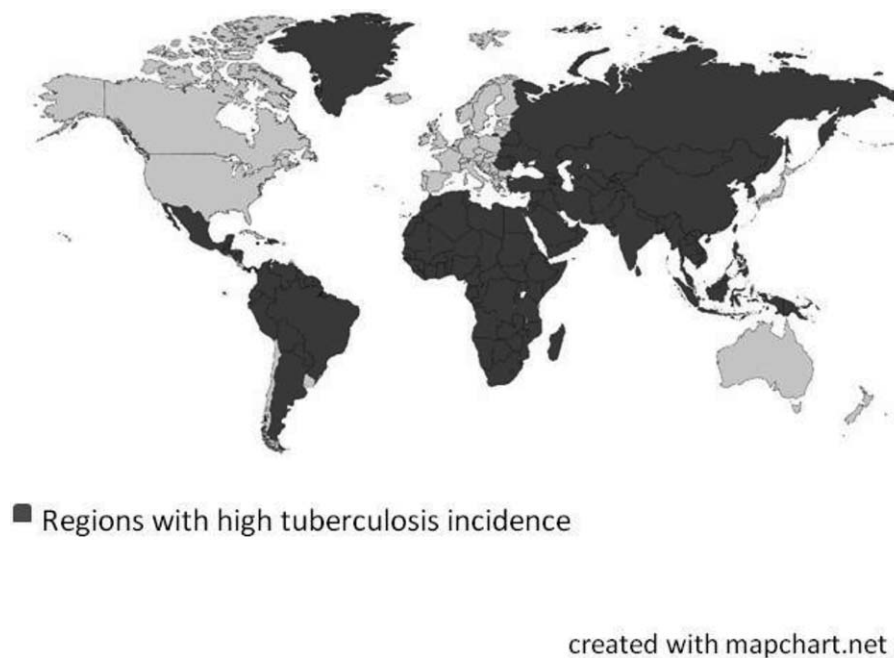 Regions with high tuberculosis incidence
created with mapchart.net